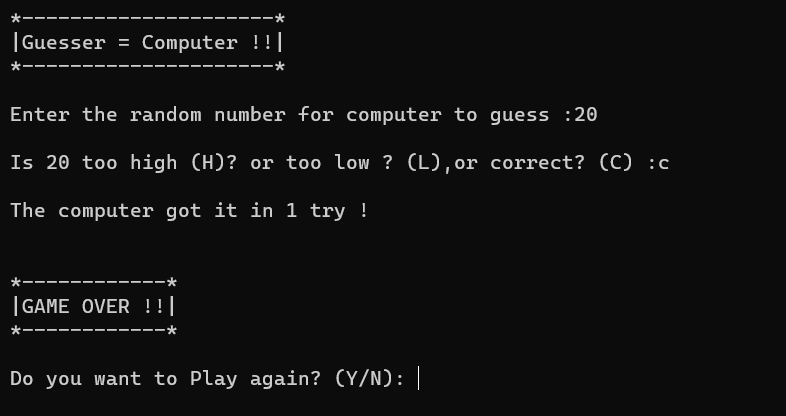 *---------------------*
|Guesser = Computer !!|
*---------------------*
Enter the random number for computer to guess :20
Is 20 too high (H)? or too low ? (L),or correct? (C) :c
The computer got it in 1 try !
*------------*
|GAME OVER !!|
*------------*
Do you want to Play again? (Y/N):